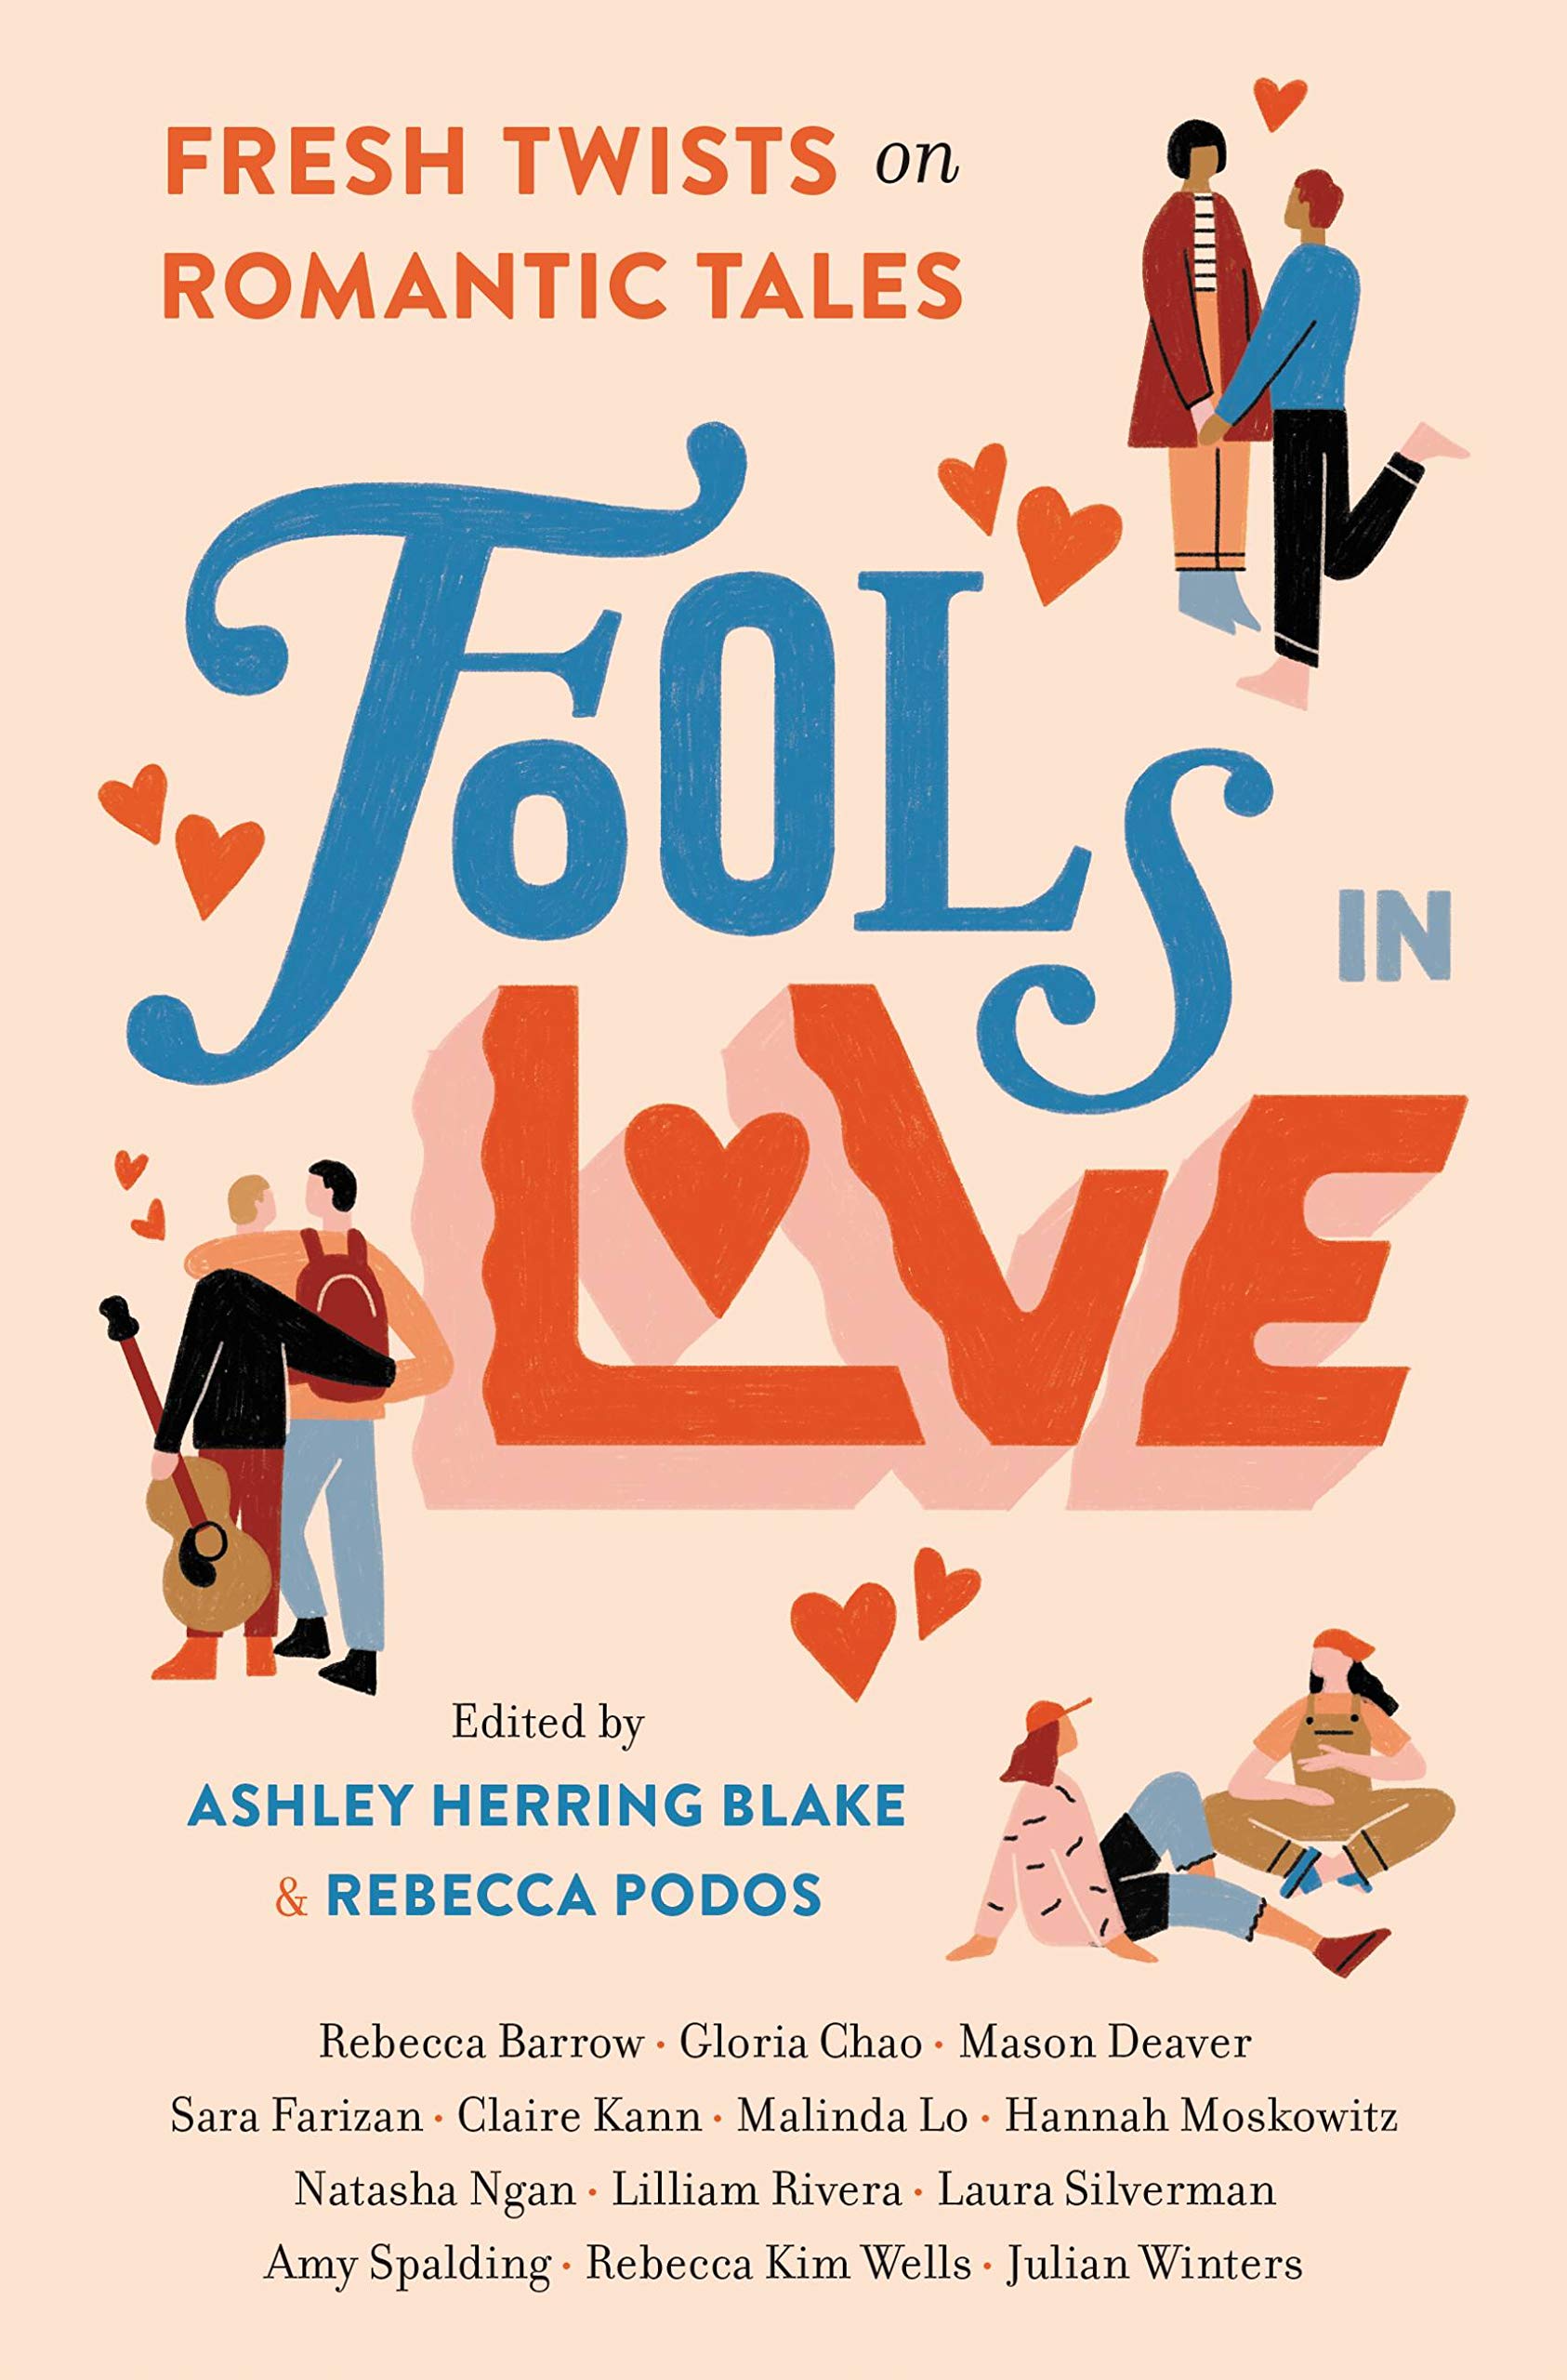 FRESH TWISTS on
ROMANTIC TALES
FOOLS
IN
LOVE
Edited by
ASHLEY HERRING BLAKE
& REBECCA PODOS
Rebecca Barrow · Gloria Chao · Mason Deaver
Sara Farizan · Claire Kann · Malinda Lo · Hannah Moskowitz
Natasha Ngan · Lilliam Rivera · Laura Silverman
Amy Spalding · Rebecca Kim Wells · Julian Winters